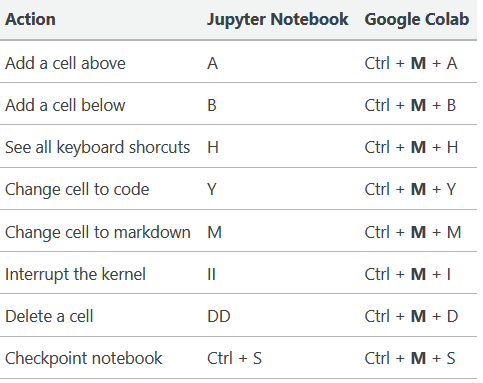 Action Jupyter Notebook Google Colab
Add a cell above A Ctrl + M + A
Add a cell below B Ctrl + M + B
See all keyboard shorcuts H Ctrl + M + H
Change cell to code Y Ctrl + M + Y
Change cell to markdown M Ctrl + M + M
Interrupt the kernel II Ctrl + M + I
Delete a cell DD Ctrl + M + D
Checkpoint notebook Ctrl + S Ctrl + M + S